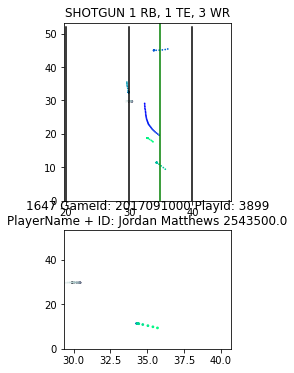 SHOTGUN 1 RB, 1 TE, 3 WR
50
40
30
20
10
0
20 30 40
1647 GameId: 2017091000 PlayId: 3899
PlayerName + ID: Jordan Matthews 2543500.0
40
20
0
30.0 32.5 35.0 37.5 40.0